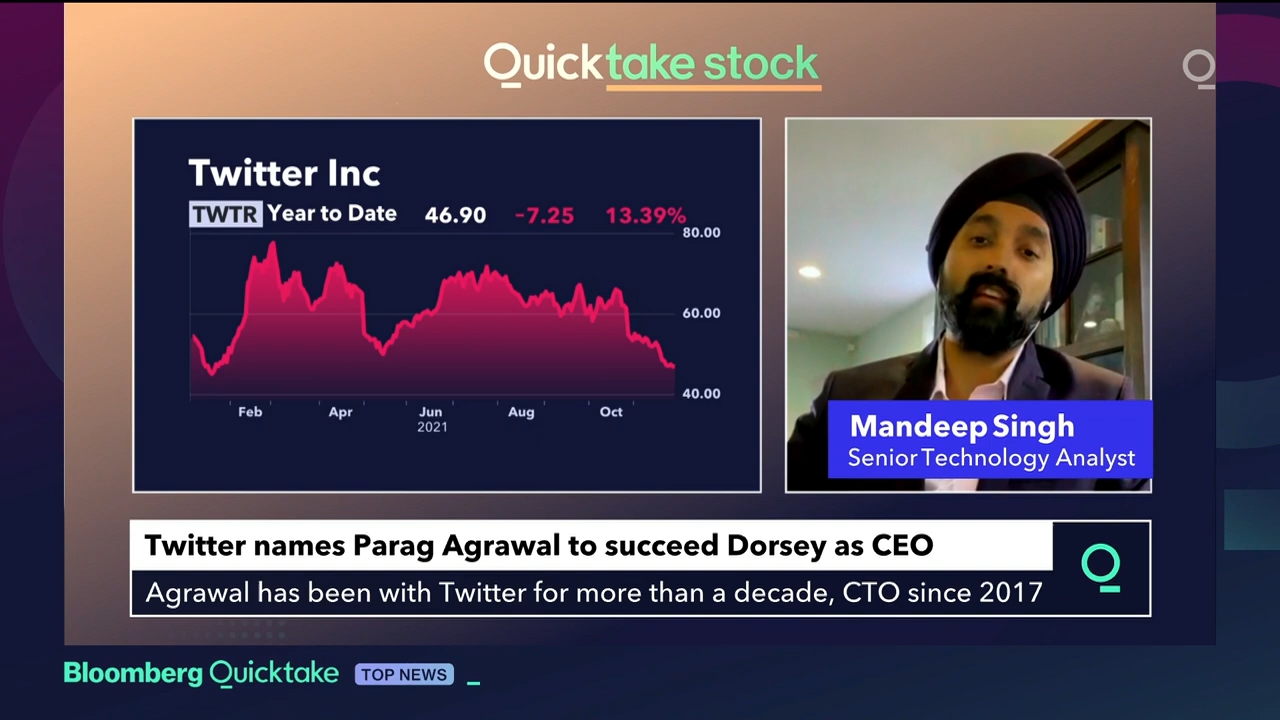 Quicktake stock
Q
Twitter Inc
TWTR Year to Date 46.90 -7.25 13.39%
80.00
60.00
40.00
Feb Apr Jun Aug Oct
2021
Mandeep Singh
Senior Technology Analyst
Twitter names Parag Agrawal to succeed Dorsey as CEO
Agrawal has been with Twitter for more than a decade, CTO since 2017
Q
Bloomberg Quicktake TOP NEWS